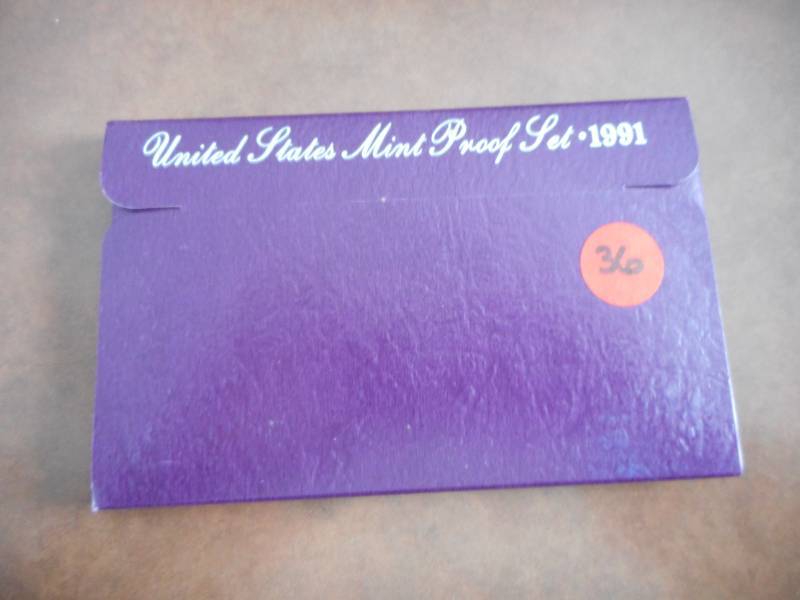 United States Mint Proof Set • 1991
36